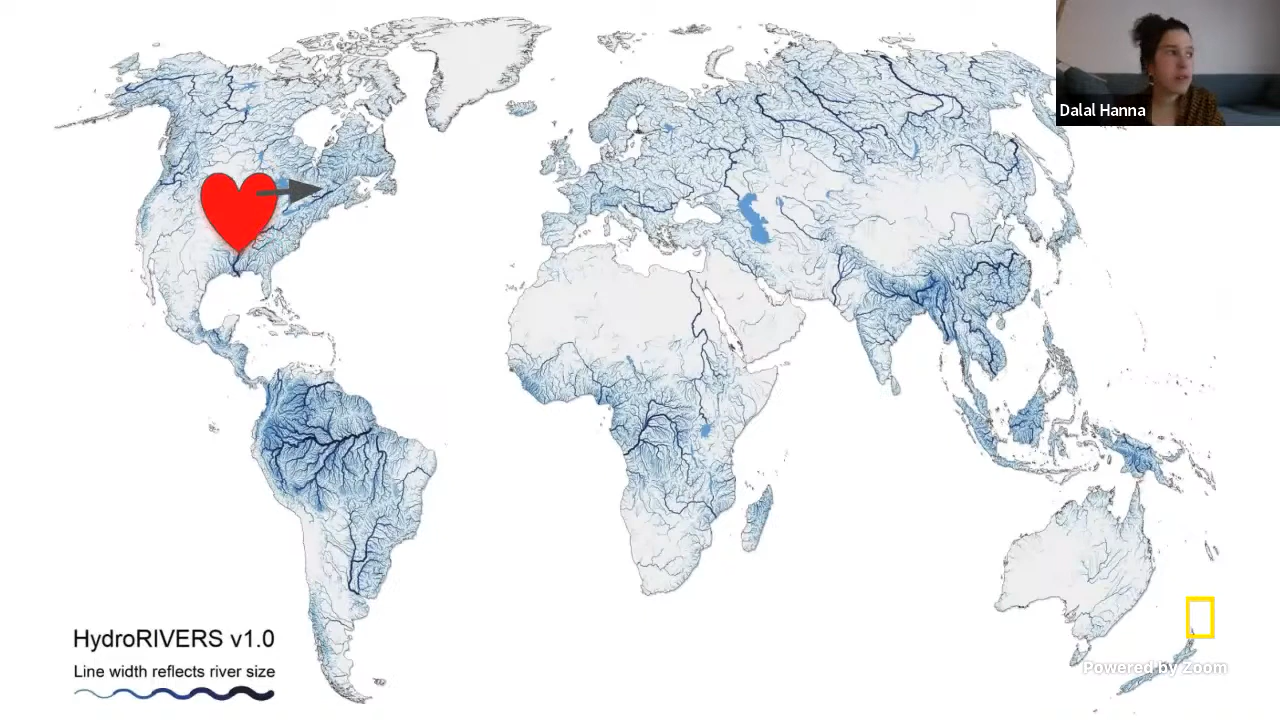 Dalal Hanna
HydroRIVERS v1.0
Line width reflects river size
Powered by Zoom